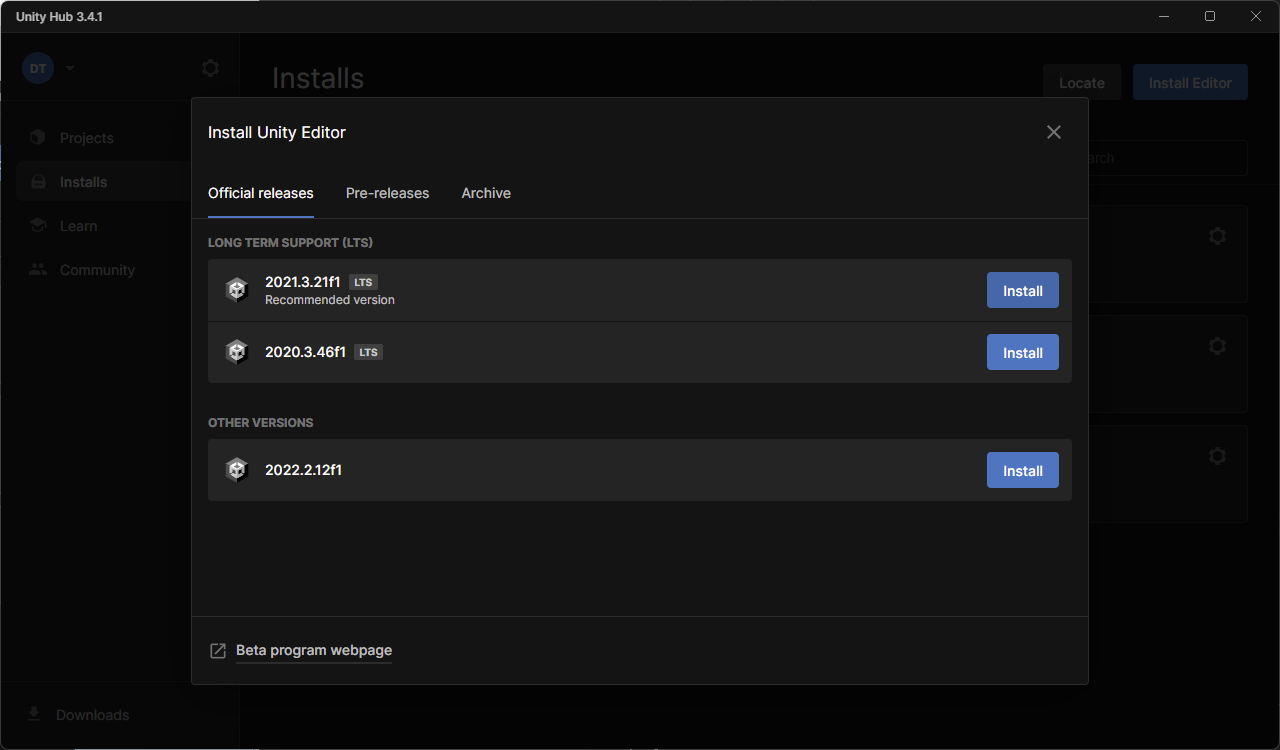 Unity Hub 3.4.1
DT
Installs
Locate
Install Editor
Projects
Installs
Learn
Community
Downloads
Install Unity Editor
Official releases
Pre-releases
Archive
LONG TERM SUPPORT (LTS)
2021.3.21f1 LTS
Recommended version
Install
2020.3.46f1 LTS
Install
OTHER VERSIONS
2022.2.12f1
Install
Beta program webpage